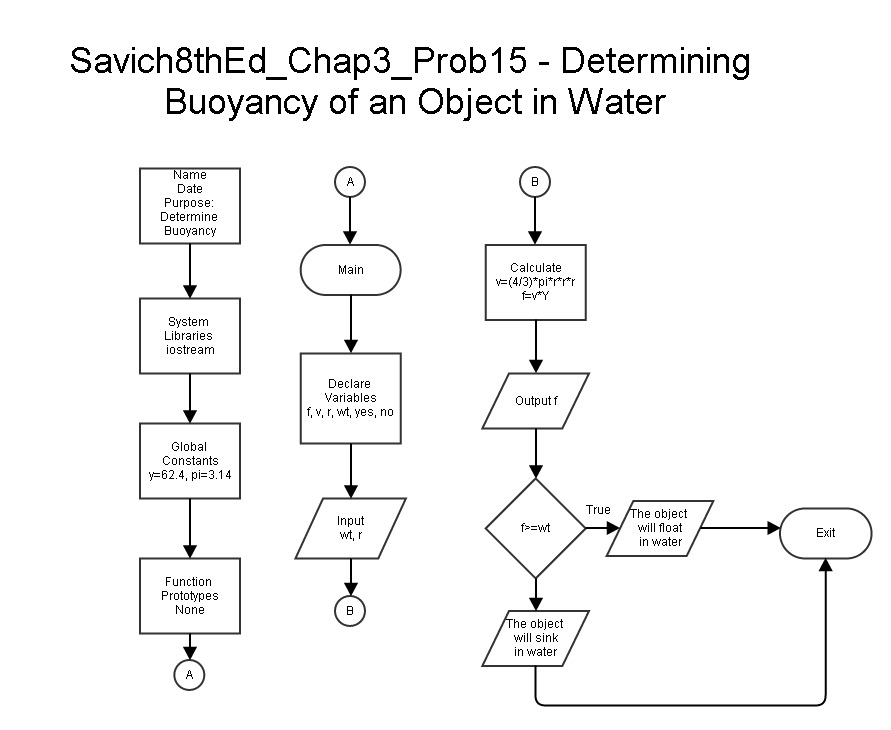 Savich8thEd_Chap3_Prob15 - Determining
Buoyancy of an Object in Water
Name
Date
Purpose:
Determine
Buoyancy
System
Libraries
iostream
Global
Constants
y=62.4, pi=3.14
Function
Prototypes
None
A
A
Main
Declare
Variables
f, v, r, wt, yes, no
Input
wt, r
B
B
Calculate
v=(4/3)*pi*r*r*r
f=v*Y
Output f
f>=wt
True
The object
will float
in water
Exit
The object
will sink
in water